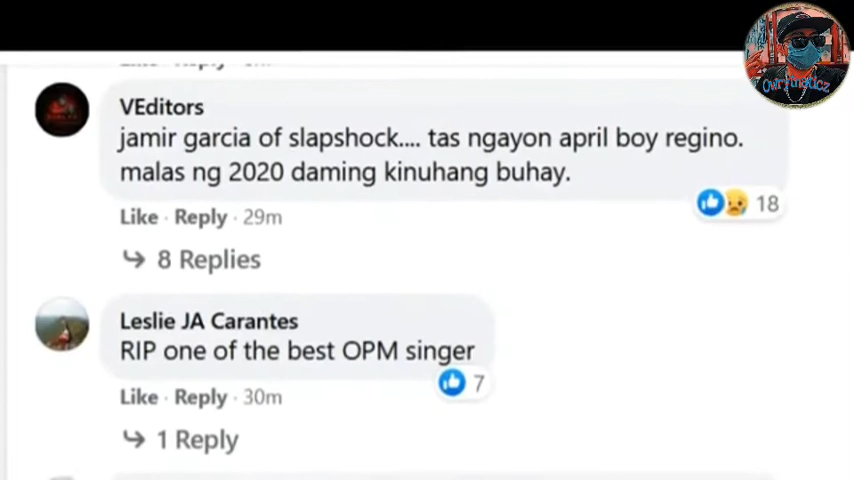 VEditors
jamir garcia of slapshock.... tas ngayon april boy regino.
malas ng 2020 daming kinuhang buhay.
18
Like · Reply · 29m
8 Replies
Leslie JA Carantes
RIP one of the best OPM singer
7
Like · Reply · 30m
1 Reply